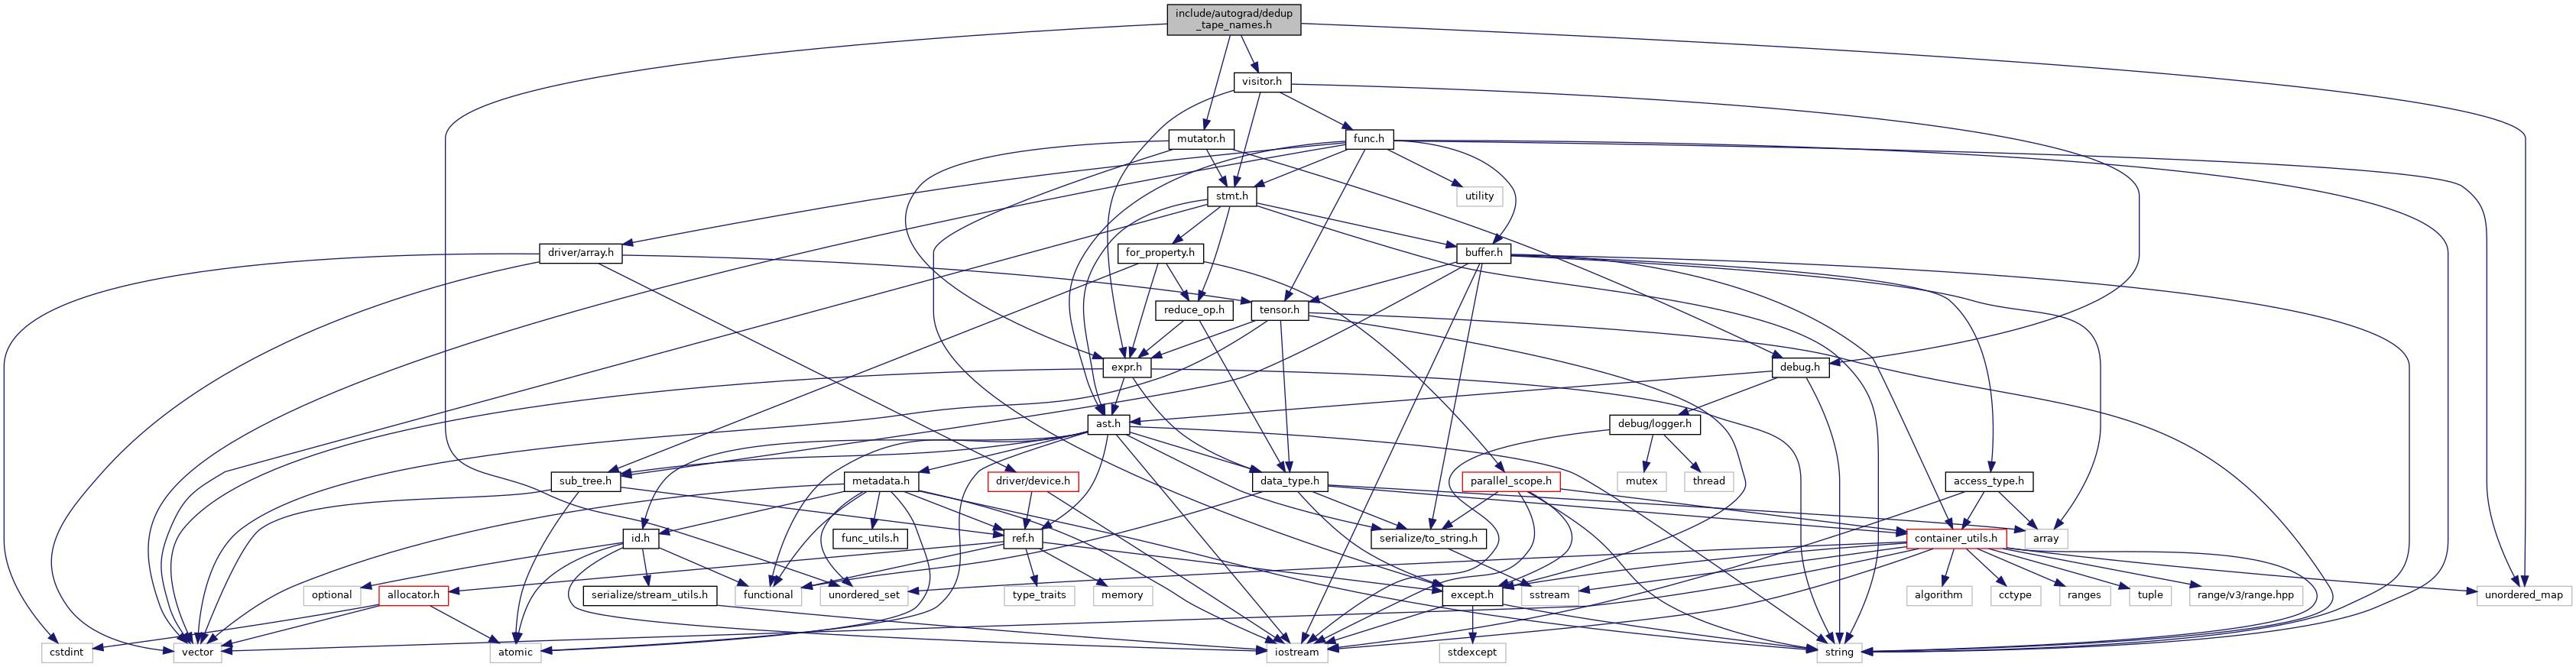 include/autograd/dedup
_tape_names.h
visitor.h
mutator.h
func.h
stmt.h
utility
driver/array.h
for_property.h
buffer.h
reduce_op.h
tensor.h
expr.h
debug.h
ast.h
debug/logger.h
sub_tree.h
metadata.h
driver/device.h
data_type.h
parallel_scope.h
mutex
thread
access_type.h
id.h
func_utils.h
ref.h
serialize/to_string.h
container_utils.h
array
optional
allocator.h
serialize/stream_utils.h
functional
unordered_set
type_traits
memory
except.h
sstream
algorithm
cctype
ranges
tuple
range/v3/range.hpp
unordered_map
cstdint
vector
atomic
iostream
stdexcept
string